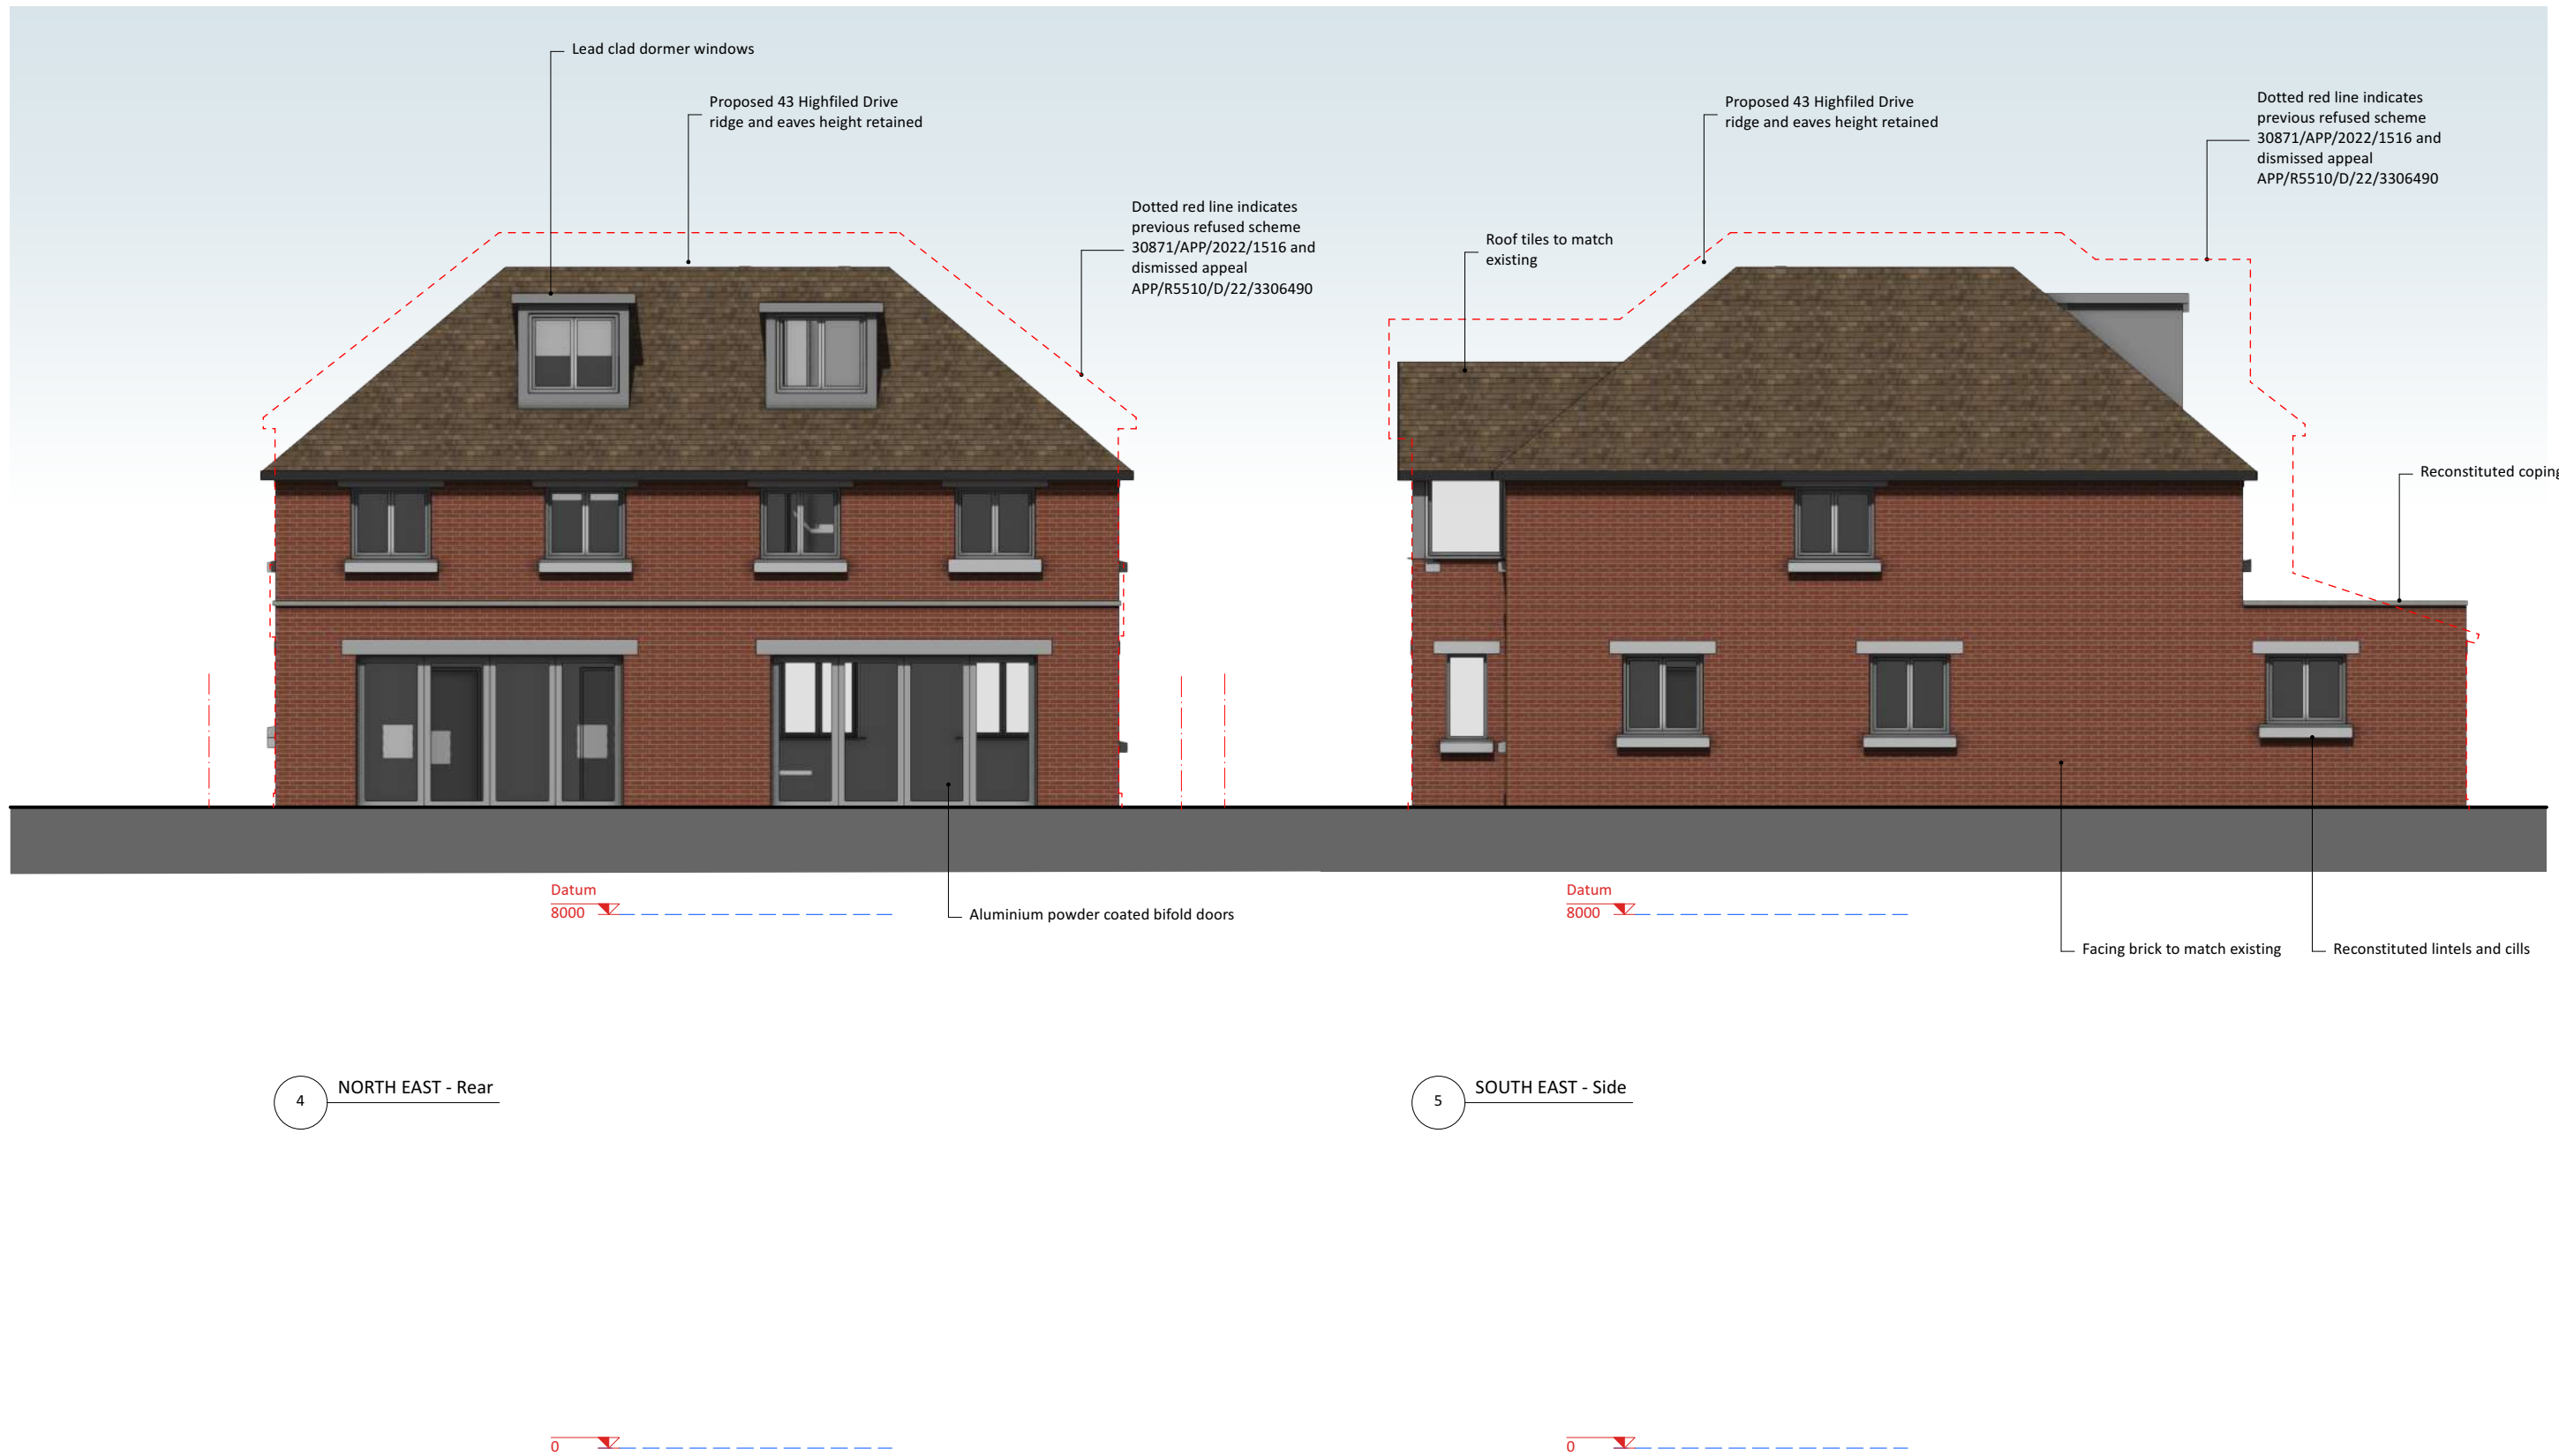 Lead clad dormer windows
Proposed 43 Highfiled Drive
ridge and eaves height retained
Dotted red line indicates
previous refused scheme
30871/APP/2022/1516 and
dismissed appeal
APP/R5510/D/22/3306490
Proposed 43 Highfiled Drive
ridge and eaves height retained
Dotted red line indicates
previous refused scheme
30871/APP/2022/1516 and
dismissed appeal
APP/R5510/D/22/3306490
Roof tiles to match
existing
Reconstituted coping
Datum
8000
Aluminium powder coated bifold doors
Datum
8000
Facing brick to match existing
Reconstituted lintels and cills
4
NORTH EAST - Rear
5
SOUTH EAST - Side
0
0